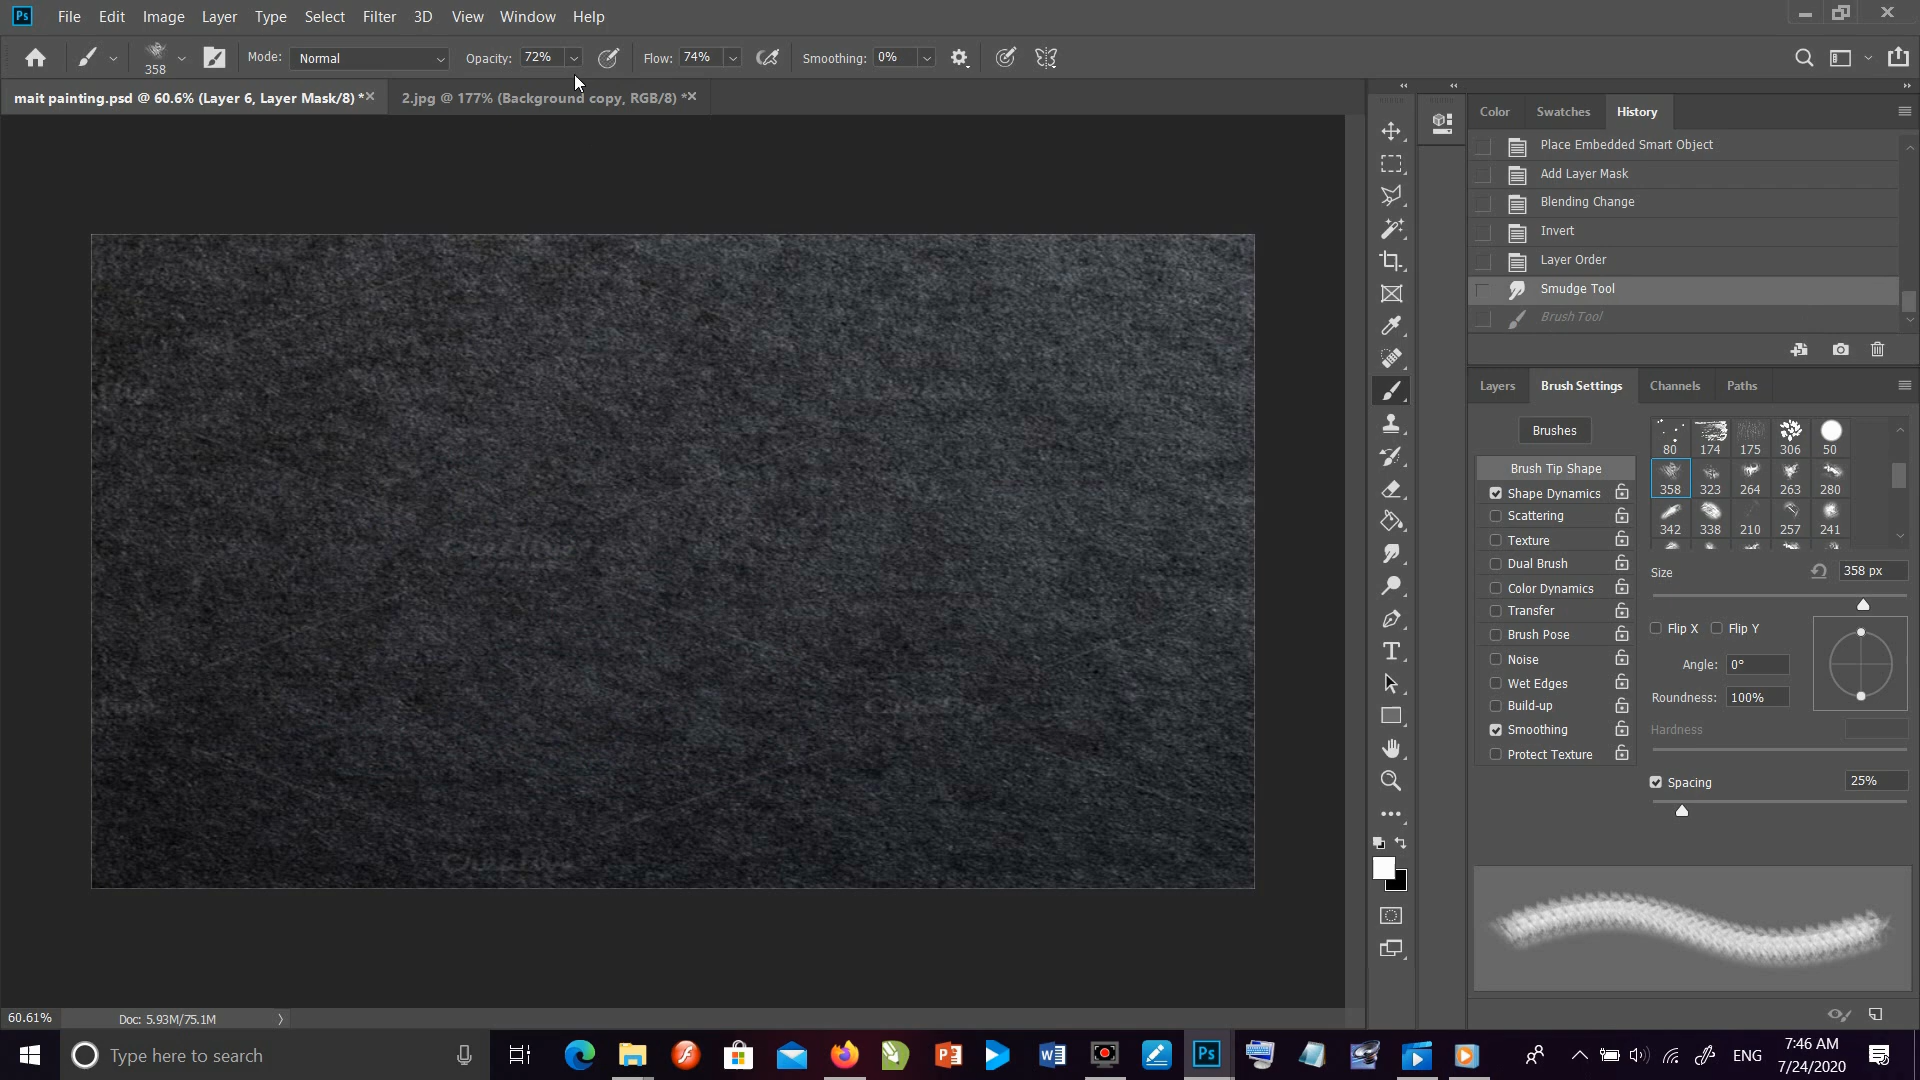 Ps File Edit Image Layer Type Select Filter 3D View Window Help
358 Mode: Normal Opacity: 72% Flow: 74% Smoothing: 0%
mait painting.psd @ 60.6% (Layer 6, Layer Mask/8) * 2.jpg @ 177% (Background copy, RGB/8) *
Color Swatches History
Place Embedded Smart Object
Add Layer Mask
Blending Change
Invert
Layer Order
Smudge Tool
Brush Tool
Layers Brush Settings Channels Paths
Brushes
80 174 175 306 50
Brush Tip Shape
358 323 264 263 280
Shape Dynamics
Scattering
342 338 210 257 241
Texture
Dual Brush
Size 358 px
Color Dynamics
Transfer
Flip X Flip Y
Brush Pose
Noise
Angle: 0°
Wet Edges
Roundness: 100%
Build-up
Smoothing
Hardness
Protect Texture
Spacing 25%
Creative
60.61% Doc: 5.93M/75.1M
Type here to search
ENG
7:46 AM
7/24/2020